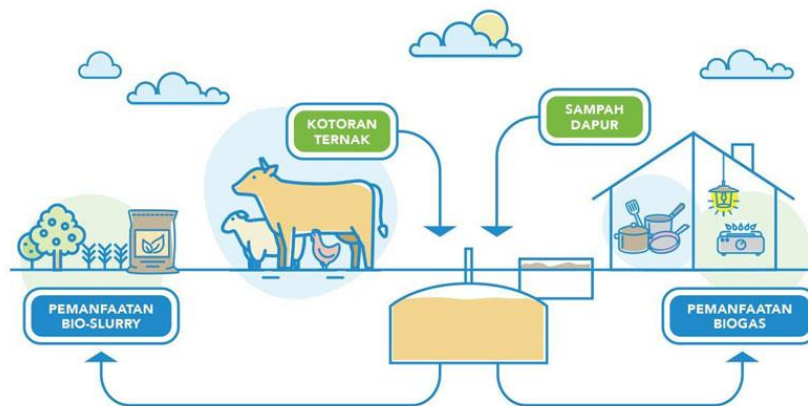 KOTORAN
TERNAK
SAMPAH
DAPUR
PEMANFAATAN
BIO-SLURRY
PEMANFAATAN
BIOGAS